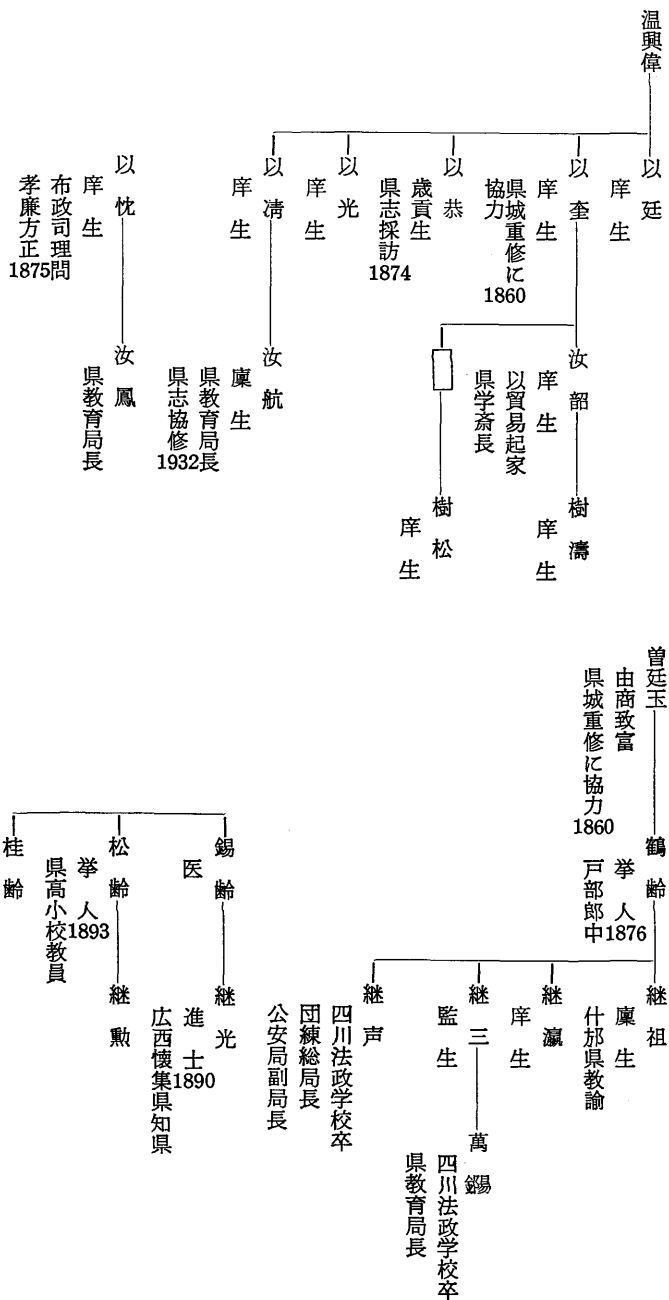 温興偉
以廷
庠生
以奎
庠生
県城重修に
協力 1860
汝韶
庠生
以貿易起家
県学斎長
樹濤
庠生
樹松
庠生
以恭
歳貢生
県志採訪 1874
以光
庠生
以凊
庠生
汝航
廩生
県教育局長
県志協修 1932
以忱
庠生
布政司理問
孝廉方正 1875
汝鳳
県教育局長
曽廷玉
由商致富
県城重修に協力 1860
鶴齢
挙人 1876
戸部郎中
継祖
廩生
什邡県教諭
継瀛
庠生
継三
監生
萬鐊
四川法政学校卒
県教育局長
継声
四川法政学校卒
団練総局長
公安局副局長
錫齢
医
継光
進士 1890
広西懐集県知県
松齢
挙人 1893
県高小校教員
継勲
桂齢